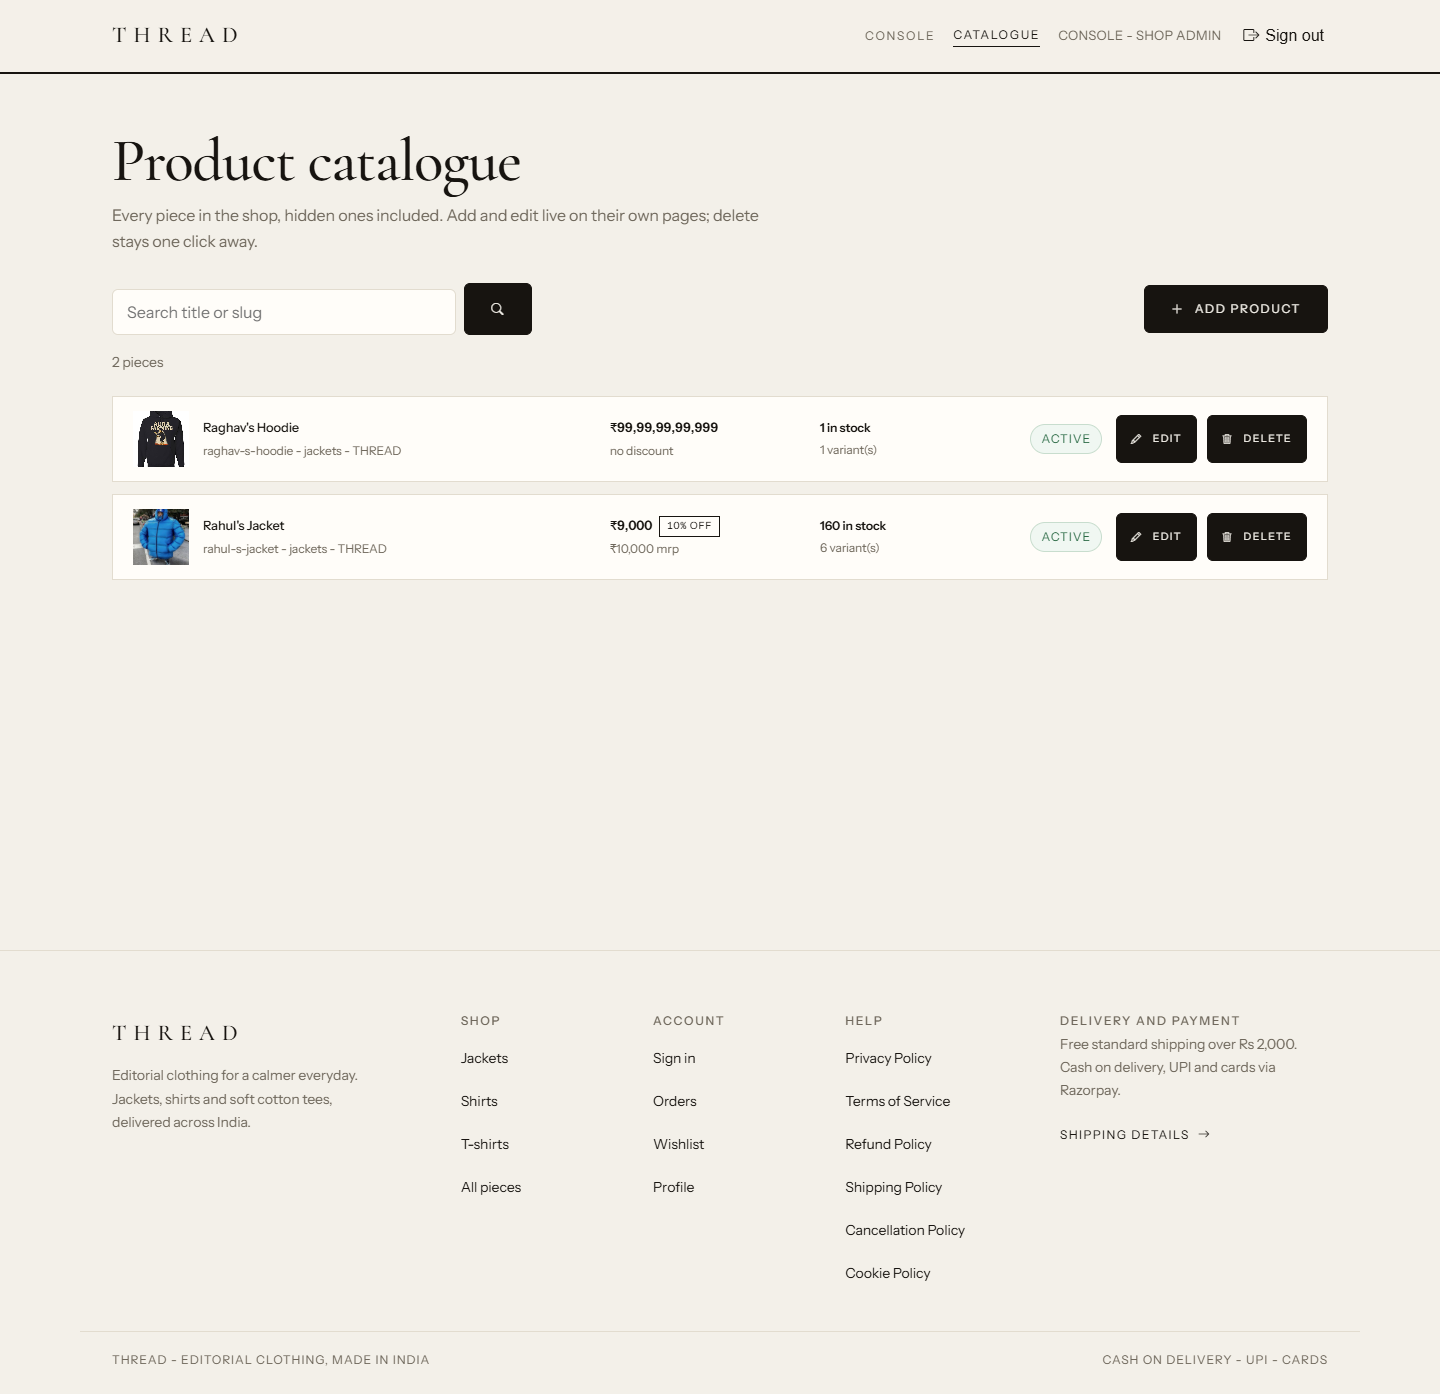 THREAD
CONSOLE CATALOGUE CONSOLE - SHOP ADMIN Sign out
Product catalogue
Every piece in the shop, hidden ones included. Add and edit live on their own pages; delete
stays one click away.
Search title or slug
+ ADD PRODUCT
2 pieces
Raghav's Hoodie
raghav-s-hoodie - jackets - THREAD
₹99,99,99,99,999
no discount
1 in stock
1 variant(s)
ACTIVE
EDIT
DELETE
Rahul's Jacket
rahul-s-jacket - jackets - THREAD
₹9,000 10% OFF
₹10,000 mrp
160 in stock
6 variant(s)
ACTIVE
EDIT
DELETE
THREAD
Editorial clothing for a calmer everyday.
Jackets, shirts and soft cotton tees,
delivered across India.
SHOP
Jackets
Shirts
T-shirts
All pieces
ACCOUNT
Sign in
Orders
Wishlist
Profile
HELP
Privacy Policy
Terms of Service
Refund Policy
Shipping Policy
Cancellation Policy
Cookie Policy
DELIVERY AND PAYMENT
Free standard shipping over Rs 2,000.
Cash on delivery, UPI and cards via
Razorpay.
SHIPPING DETAILS →
THREAD - EDITORIAL CLOTHING, MADE IN INDIA
CASH ON DELIVERY - UPI - CARDS